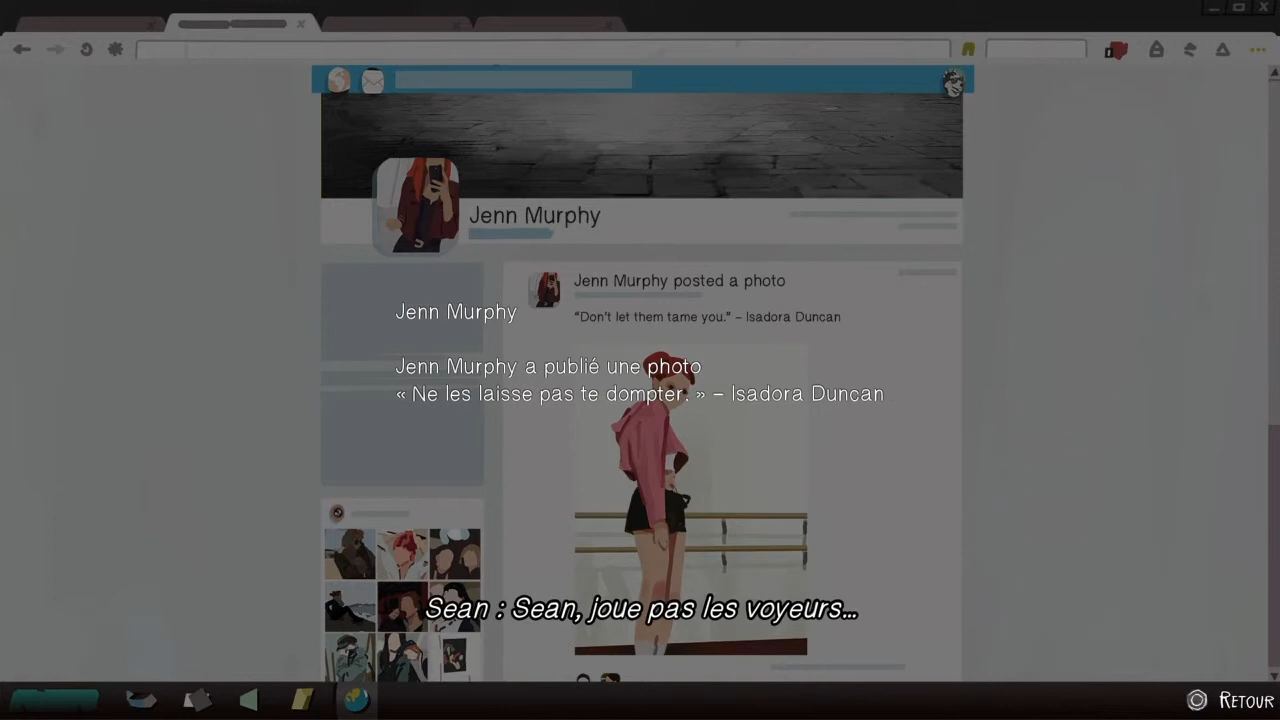 Jenn Murphy
Jenn Murphy posted a photo
“Don’t let them tame you.” – Isadora Duncan
Jenn Murphy
Jenn Murphy a publié une photo
« Ne les laisse pas te dompter. » – Isadora Duncan
Sean : Sean, joue pas les voyeurs...
RETOUR